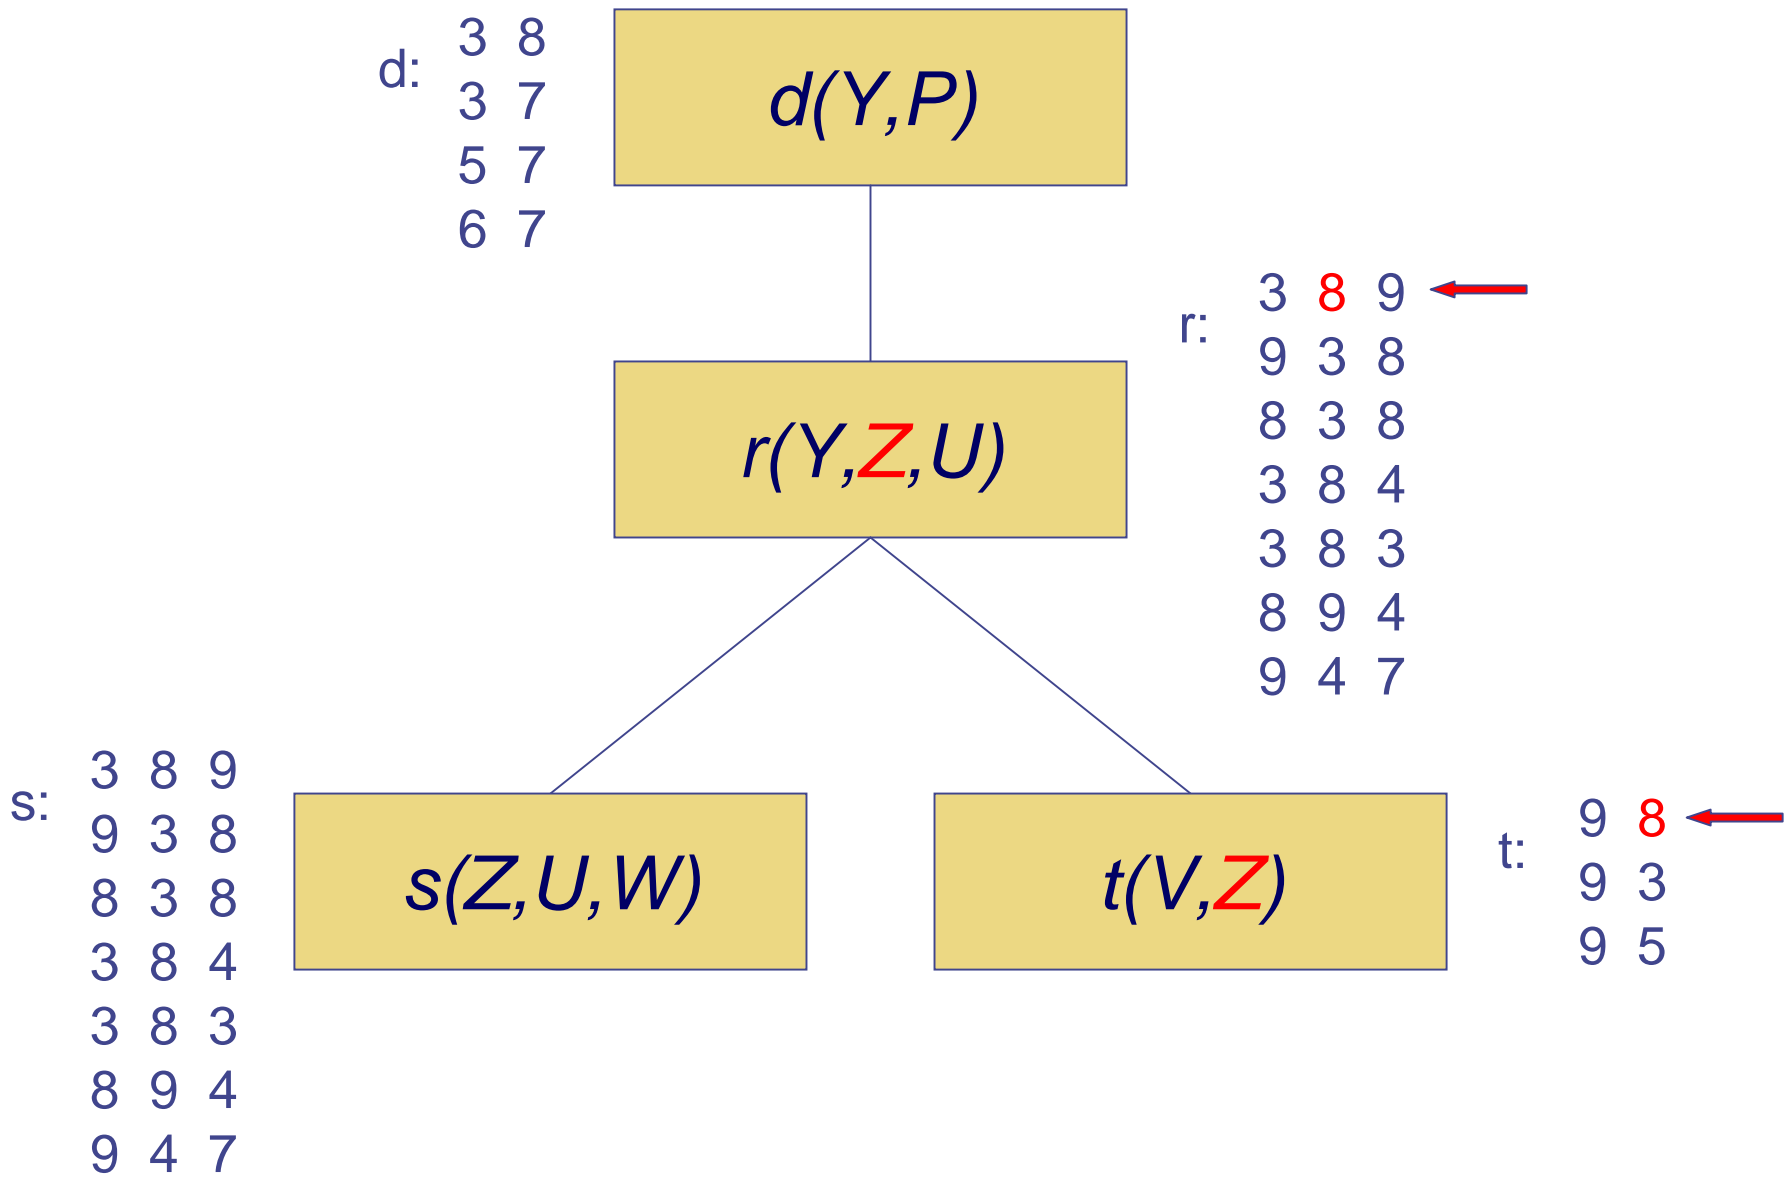 d:
3 8
3 7
5 7
6 7
d(Y,P)
r(Y,Z,U)
r:
3 8 9
9 3 8
8 3 8
3 8 4
3 8 3
8 9 4
9 4 7
s:
3 8 9
9 3 8
8 3 8
3 8 4
3 8 3
8 9 4
9 4 7
s(Z,U,W)
t(V,Z)
t:
9 8
9 3
9 5